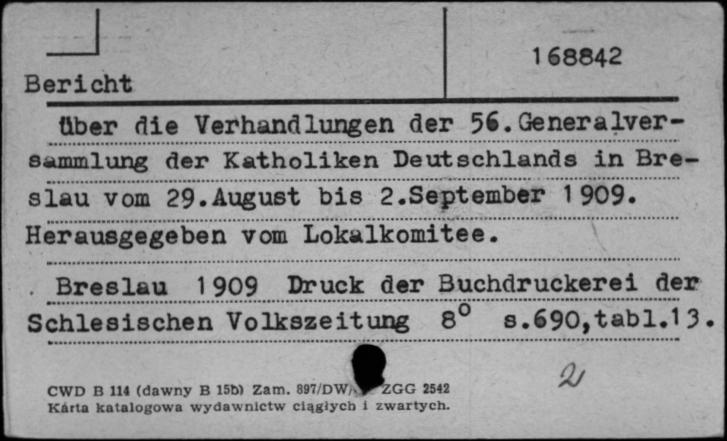 168842
Bericht
über die Verhandlungen der 56.Generalver-
sammlung der Katholiken Deutschlands in Bre-
slau vom 29.August bis 2.September 1909.
Herausgegeben vom Lokalkomitee.
Breslau 1909 Druck der Buchdruckerei der
Schlesischen Volkszeitung 8° s.690,tabl.13.
2
CWD B 114 (dawny B 15b) Zam. 897/DW/ ZGG 2542
Karta katalogowa wydawnictw ciągłych i zwartych.